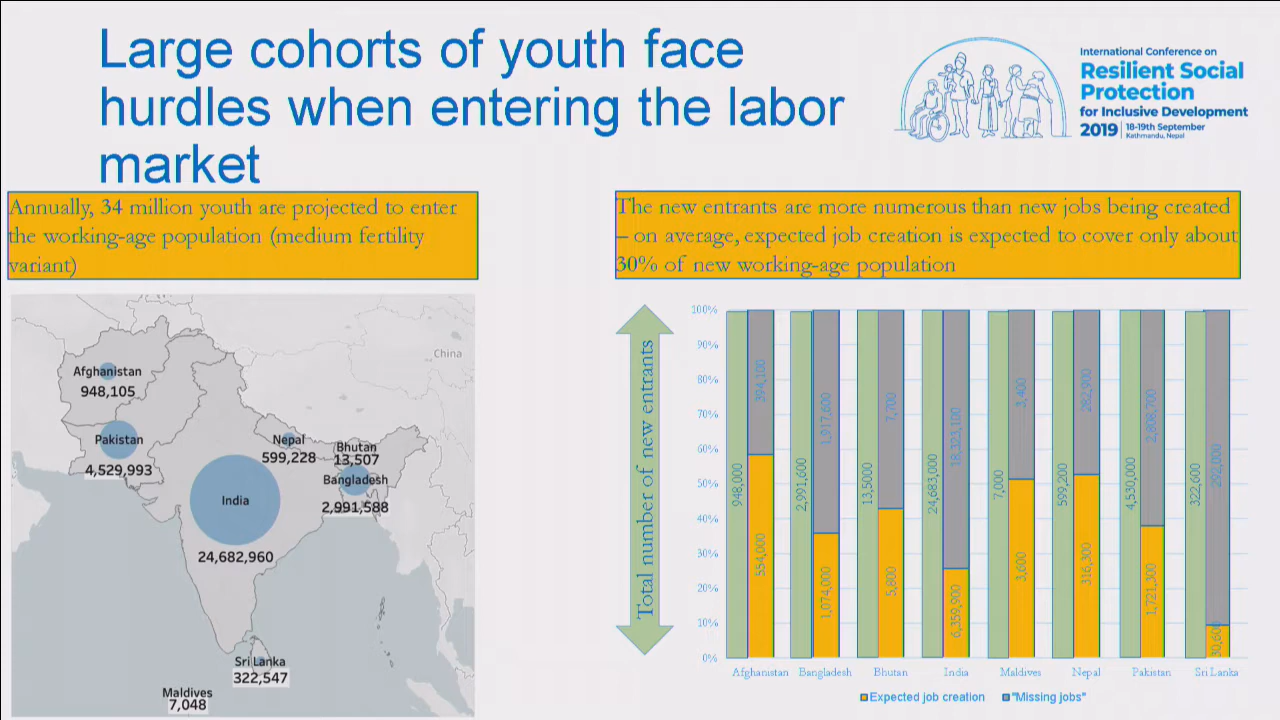 Large cohorts of youth face
hurdles when entering the labor
market
International Conference on
Resilient Social
Protection
for Inclusive Development
2019 18-19th September
Kathmandu, Nepal
Annually, 34 million youth are projected to enter
the working-age population (medium fertility
variant)
The new entrants are more numerous than new jobs being created
– on average, expected job creation is expected to cover only about
30% of new working-age population
China
Afghanistan
948,105
Pakistan
4,529,993
Nepal
599,228
Bhutan
13,507
Bangladesh
2,991,588
India
24,682,960
Sri Lanka
322,547
Maldives
7,048
Total number of new entrants
100%
90%
80%
70%
60%
50%
40%
30%
20%
10%
0%
948,000
394,100
554,000
2,991,600
1,917,600
1,074,000
13,500
7,700
5,800
24,683,000
18,323,100
6,359,900
7,000
3,400
3,600
599,200
282,900
316,300
4,530,000
2,808,700
1,721,300
322,600
292,000
30,600
Afghanistan Bangladesh Bhutan India Maldives Nepal Pakistan Sri Lanka
Expected job creation "Missing jobs"